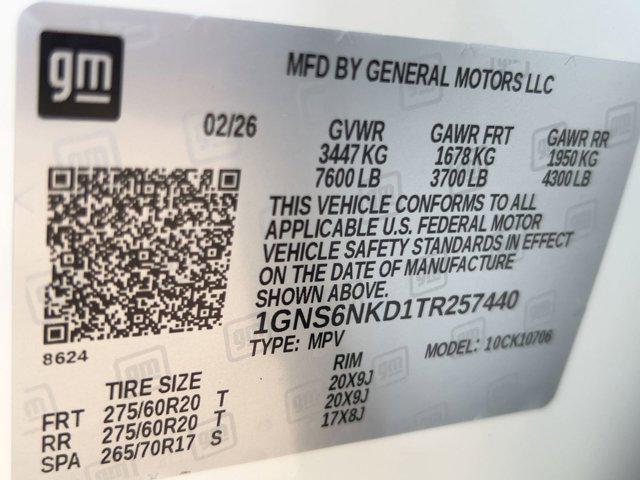 gm
MFD BY GENERAL MOTORS LLC
02/26 GVWR GAWR FRT GAWR RR
3447 KG 1678 KG 1950 KG
7600 LB 3700 LB 4300 LB
THIS VEHICLE CONFORMS TO ALL
APPLICABLE U.S. FEDERAL MOTOR
VEHICLE SAFETY STANDARDS IN EFFECT
ON THE DATE OF MANUFACTURE
SHOWN ABOVE.
1GNS6NKD1TR257440
8624
TYPE: MPV MODEL: 10CK10706
TIRE SIZE RIM
FRT 275/60R20 T 20X9J
RR 275/60R20 T 20X9J
SPA 265/70R17 S 17X8J